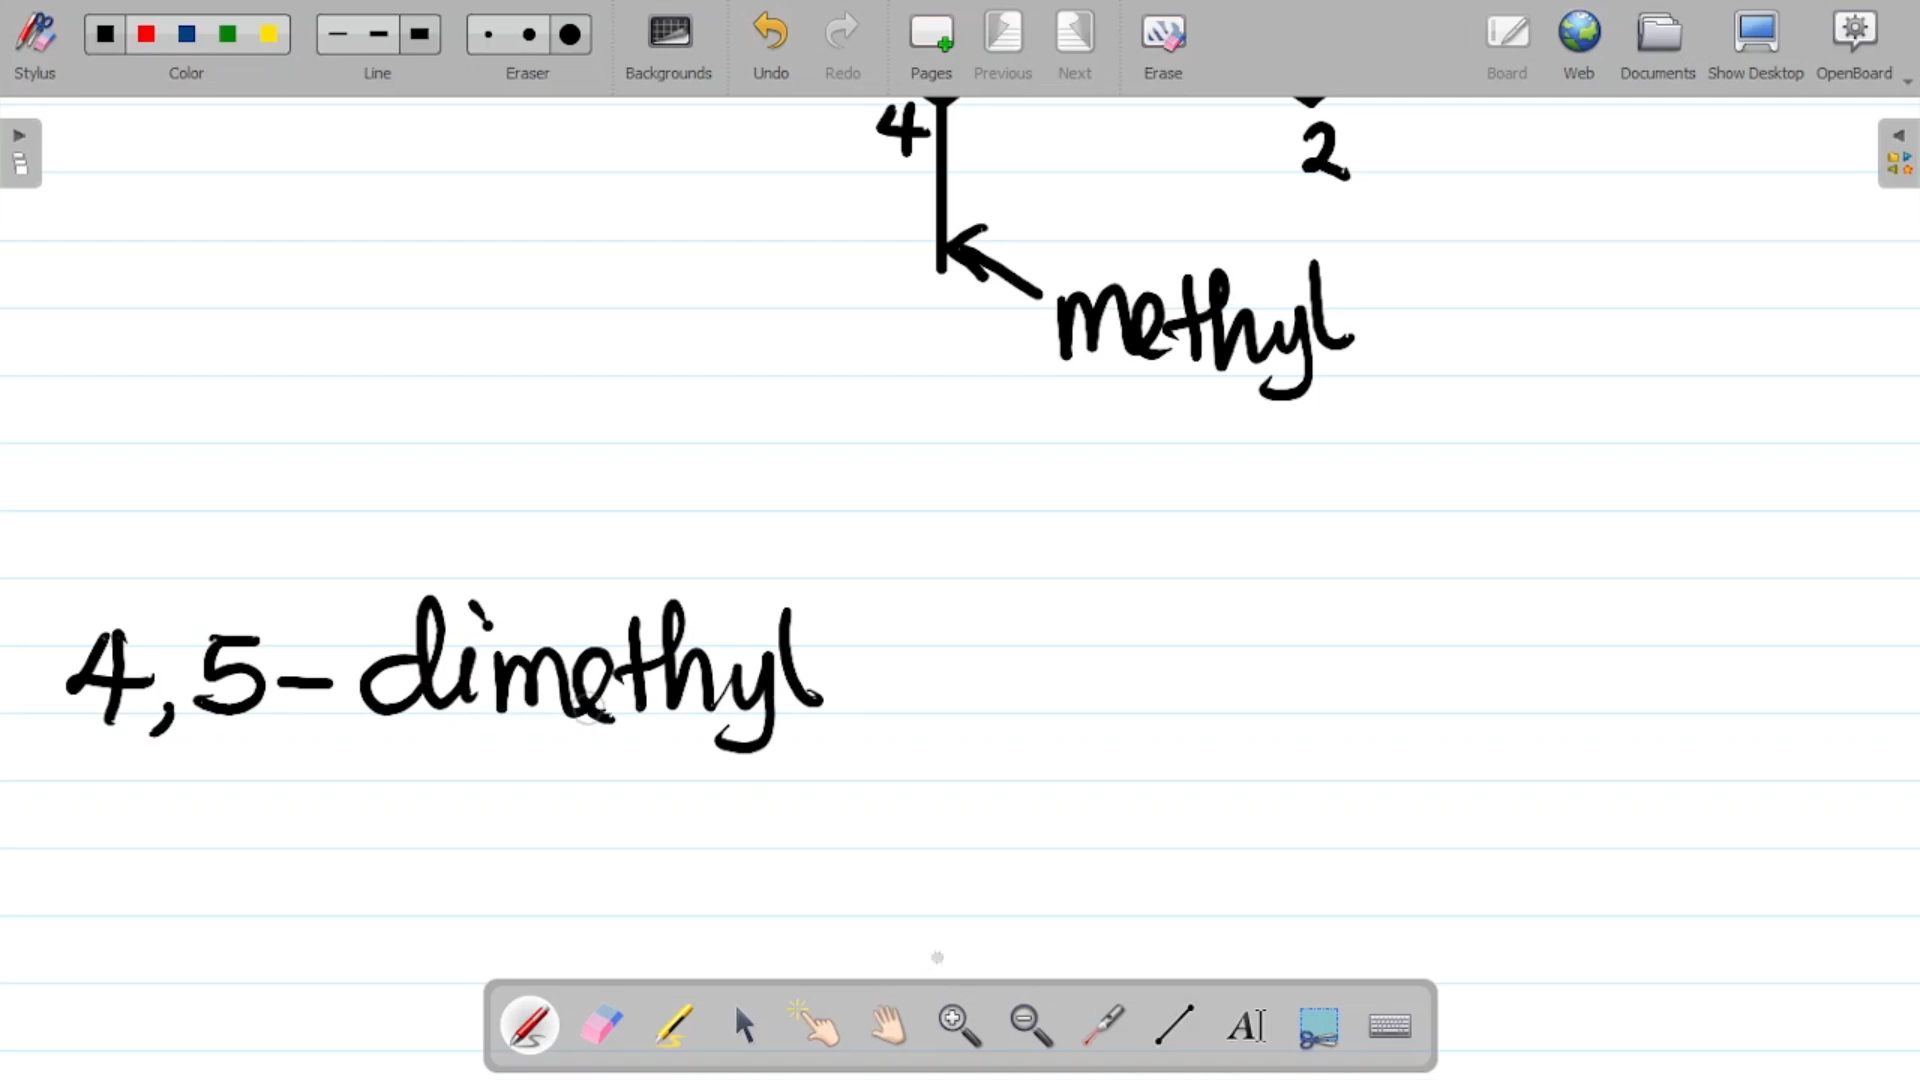 Stylus Color Line Eraser Backgrounds Undo Redo Pages Previous Next Erase Board Web Documents Show Desktop OpenBoard
4 2
methyl
4,5-dimethyl